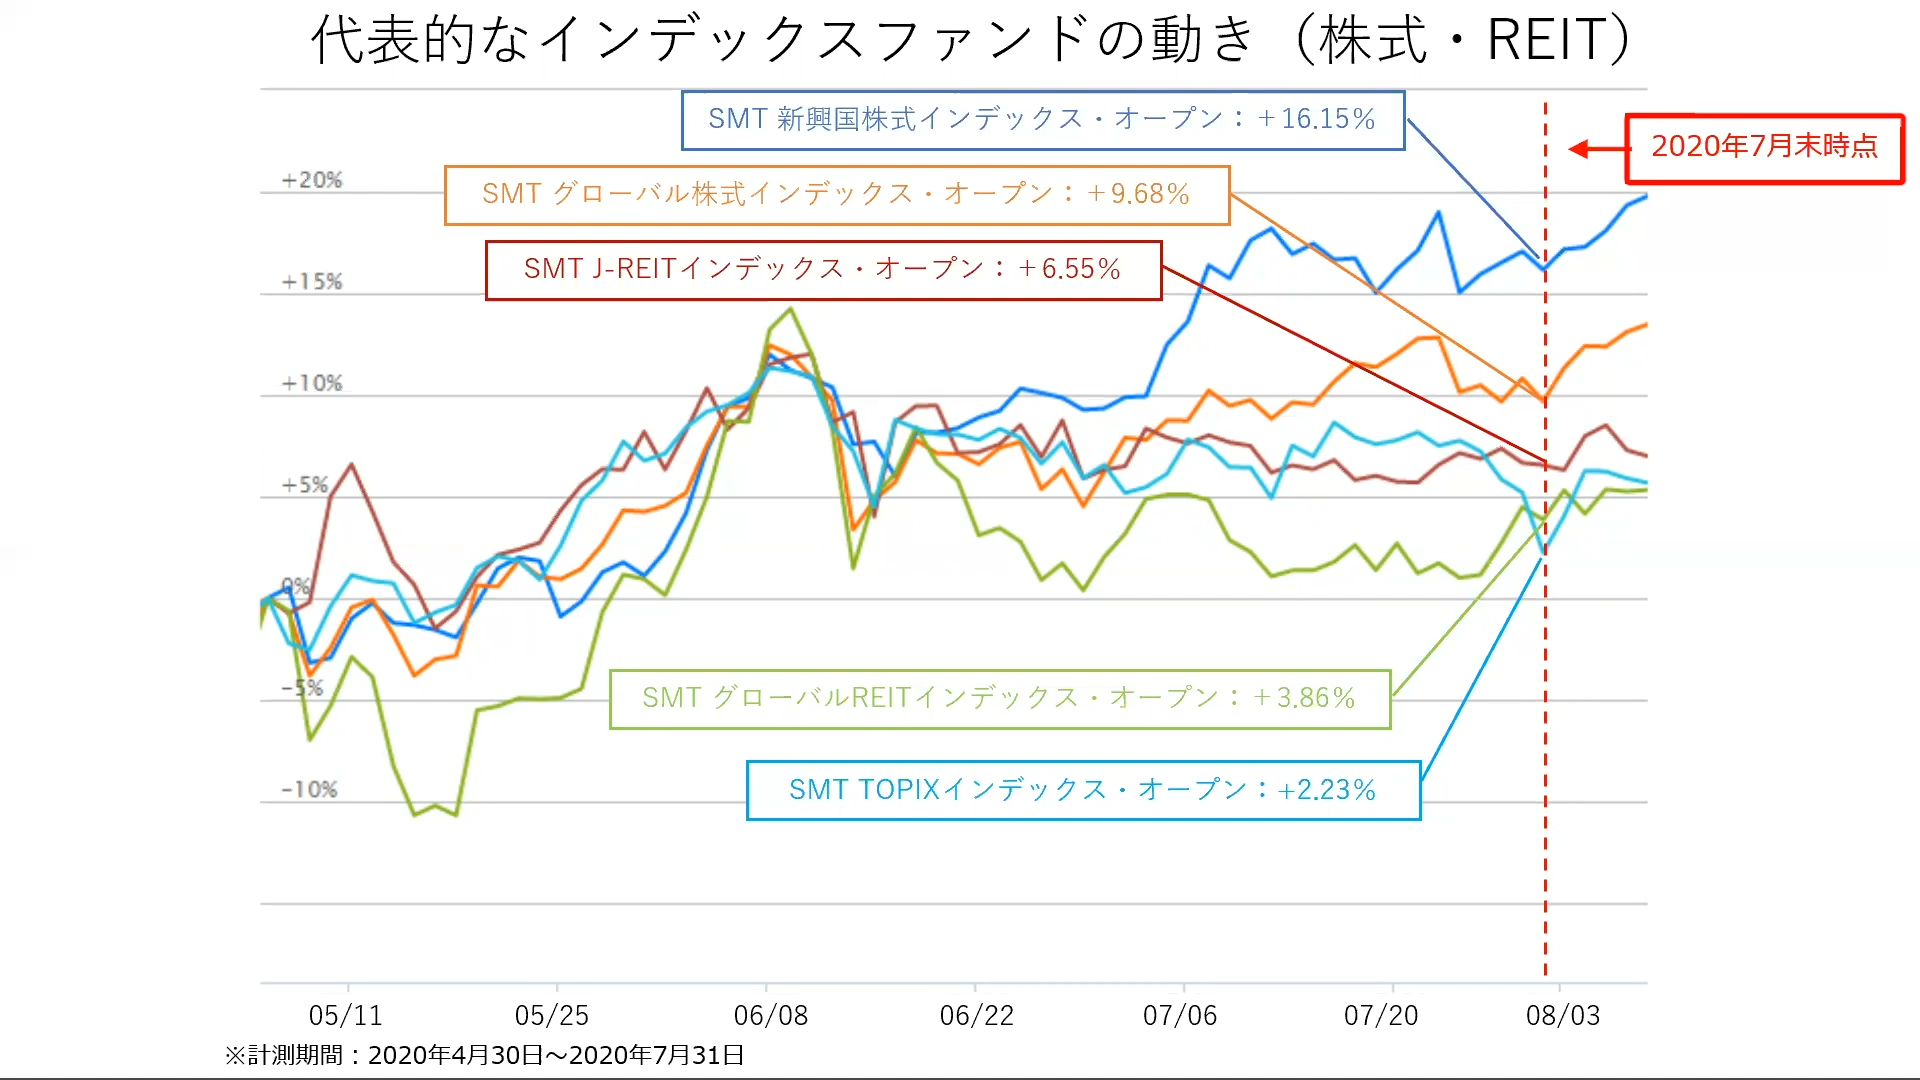 代表的なインデックスファンドの動き（株式・REIT）
SMT 新興国株式インデックス・オープン：＋16.15%
2020年7月末時点
+20%
SMT グローバル株式インデックス・オープン：＋9.68%
SMT J-REITインデックス・オープン：＋6.55%
+15%
+10%
+5%
0%
-5%
SMT グローバルREITインデックス・オープン：＋3.86%
-10%
SMT TOPIXインデックス・オープン：+2.23%
05/11 05/25 06/08 06/22 07/06 07/20 08/03
※計測期間：2020年4月30日～2020年7月31日